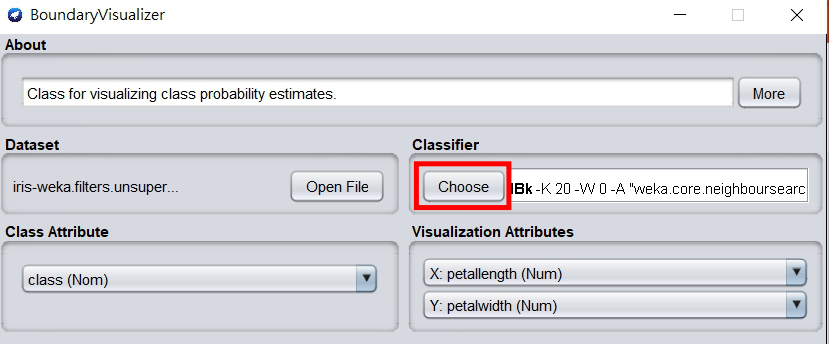 BoundaryVisualizer
About
Class for visualizing class probability estimates.
More
Dataset
iris-weka.filters.unsuper...
Open File
Classifier
Choose
IBk -K 20 -W 0 -A "weka.core.neighboursearc
Class Attribute
class (Nom)
Visualization Attributes
X: petallength (Num)
Y: petalwidth (Num)